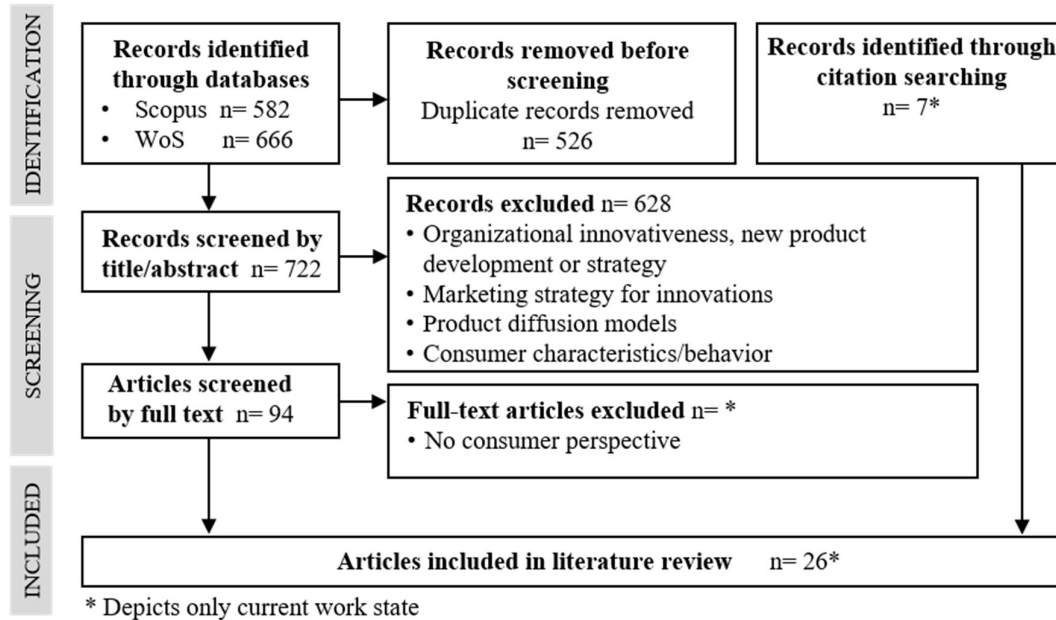 IDENTIFICATION
Records identified
through databases
• Scopus n= 582
• WoS n= 666
Records removed before
screening
Duplicate records removed
n= 526
Records identified through
citation searching
n= 7*
SCREENING
Records screened by
title/abstract n= 722
Records excluded n= 628
• Organizational innovativeness, new product
development or strategy
• Marketing strategy for innovations
• Product diffusion models
• Consumer characteristics/behavior
Articles screened
by full text n= 94
Full-text articles excluded n= *
• No consumer perspective
INCLUDED
Articles included in literature review n= 26*
* Depicts only current work state